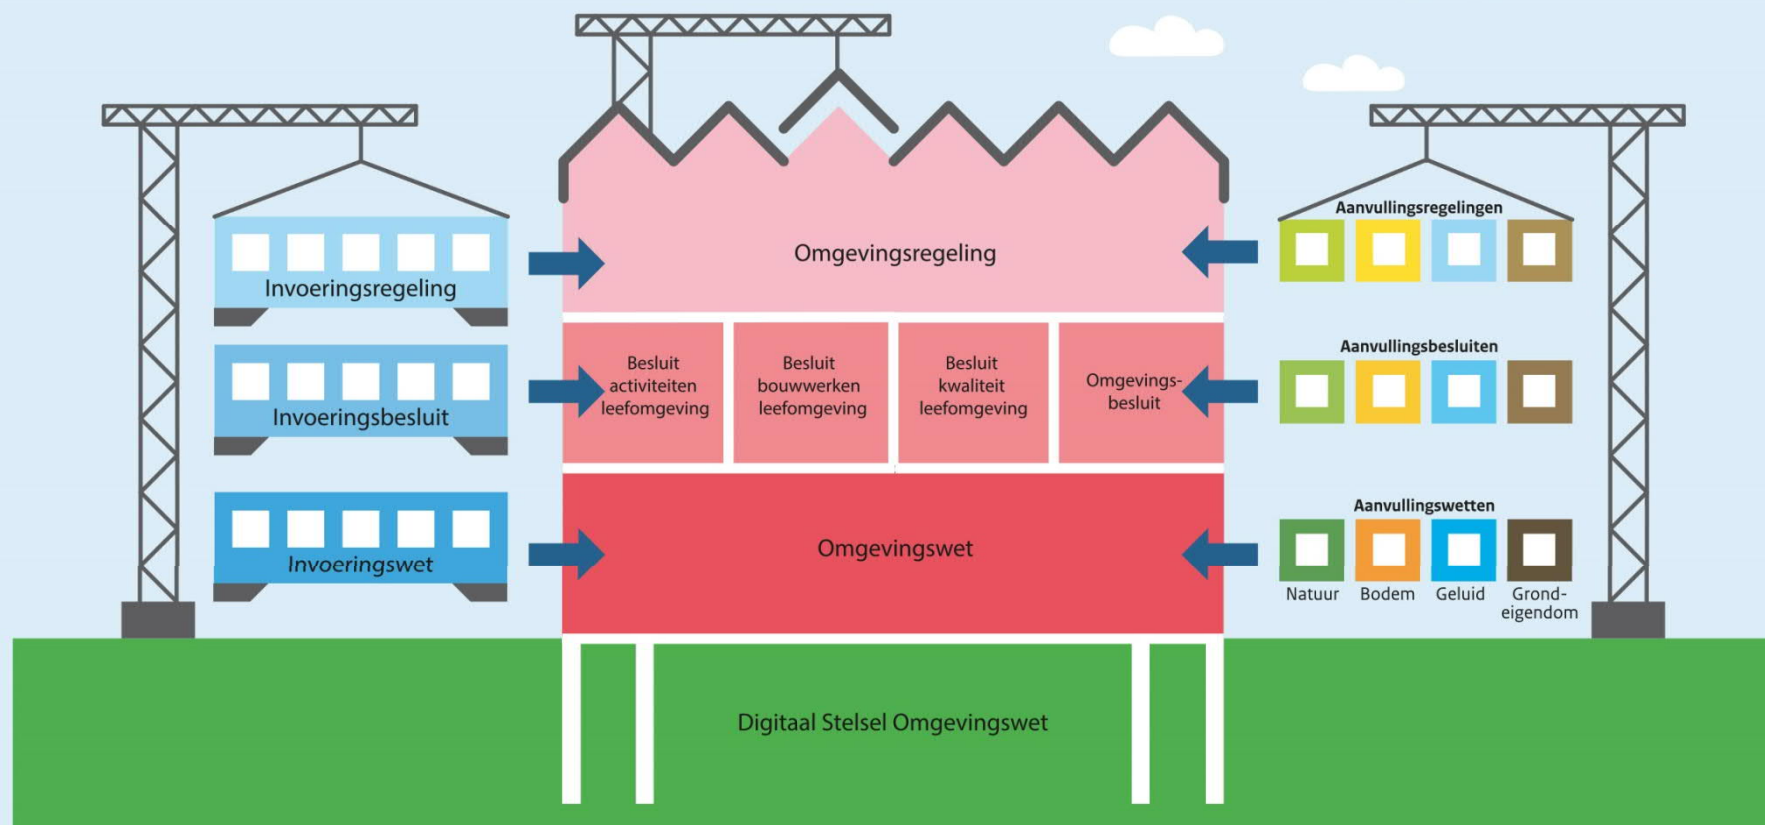 Invoeringsregeling
Invoeringsbesluit
Invoeringswet
Omgevingsregeling
Besluit
activiteiten
leefomgeving
Besluit
bouwwerken
leefomgeving
Besluit
kwaliteit
leefomgeving
Omgevings-
besluit
Omgevingswet
Digitaal Stelsel Omgevingswet
Aanvullingsregelingen
Aanvullingsbesluiten
Aanvullingswetten
Natuur
Bodem
Geluid
Grond-
eigendom